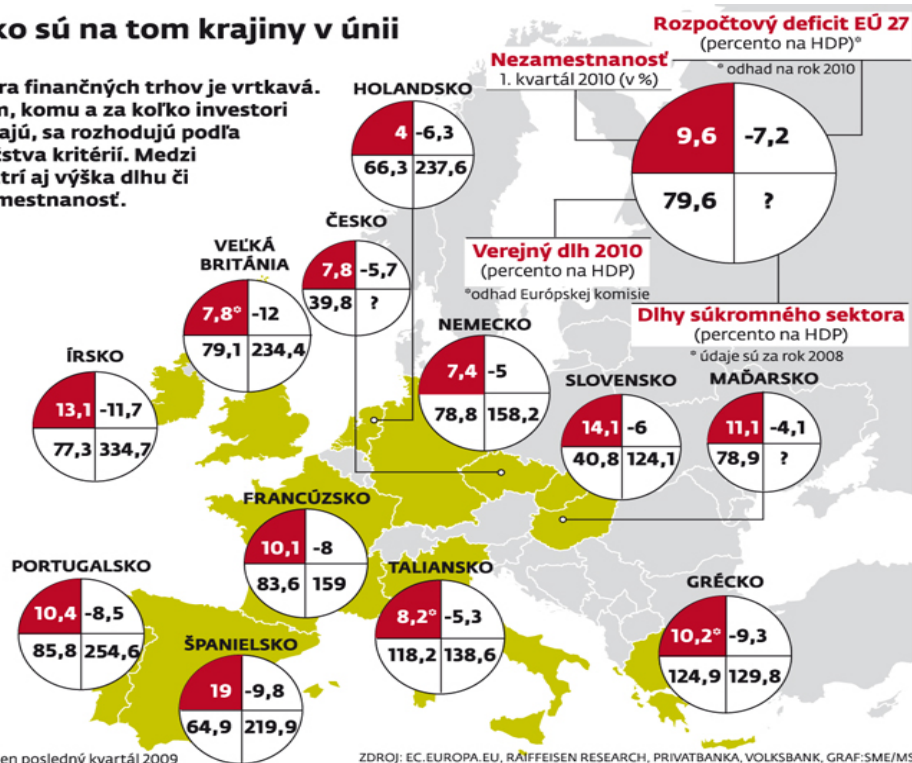 ko sú na tom krajiny v únii
ra finančných trhov je vrtkavá.
n, komu a za koľko investori
ajú, sa rozhodujú podľa
žstva kritérií. Medzi
trí aj výška dlhu či
mestnanosť.
Rozpočtový deficit EÚ 27
(percento na HDP)*
* odhad na rok 2010
Nezamestnanosť
1. kvartál 2010 (v %)
9,6 -7,2
79,6 ?
Verejný dlh 2010
(percento na HDP)
*odhad Európskej komisie
Dlhy súkromného sektora
(percento na HDP)
* údaje sú za rok 2008
HOLANDSKO
4 -6,3
66,3 237,6
ČESKO
7,8 -5,7
39,8 ?
VEĽKÁ
BRITÁNIA
7,8* -12
79,1 234,4
ÍRSKO
13,1 -11,7
77,3 334,7
NEMECKO
7,4 -5
78,8 158,2
SLOVENSKO
14,1 -6
40,8 124,1
MAĎARSKO
11,1 -4,1
78,9 ?
FRANCÚZSKO
10,1 -8
83,6 159
PORTUGALSKO
10,4 -8,5
85,8 254,6
ŠPANIELSKO
19 -9,8
64,9 219,9
TALIANSKO
8,2* -5,3
118,2 138,6
GRÉCKO
10,2* -9,3
124,9 129,8
en posledný kvartál 2009
ZDROJ: EC.EUROPA.EU, RAIFFEISEN RESEARCH, PRIVATBANKA, VOLKSBANK, GRAF:SME/MS